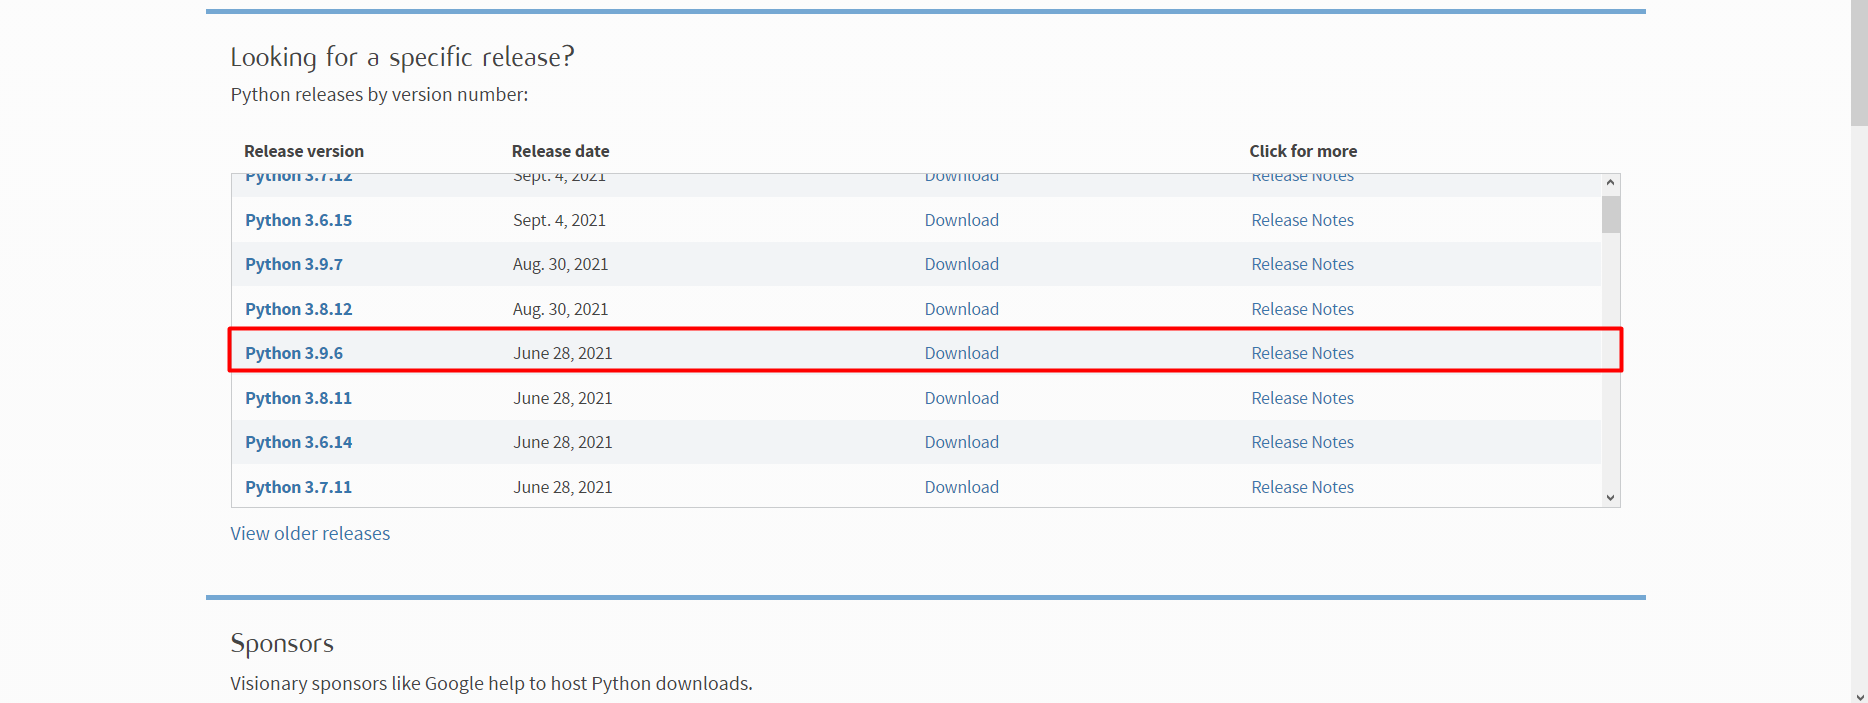 Looking for a specific release?
Python releases by version number:
Release version Release date Click for more
Python 3.7.12 Sept. 4, 2021 Download Release Notes
Python 3.6.15 Sept. 4, 2021 Download Release Notes
Python 3.9.7 Aug. 30, 2021 Download Release Notes
Python 3.8.12 Aug. 30, 2021 Download Release Notes
Python 3.9.6 June 28, 2021 Download Release Notes
Python 3.8.11 June 28, 2021 Download Release Notes
Python 3.6.14 June 28, 2021 Download Release Notes
Python 3.7.11 June 28, 2021 Download Release Notes
View older releases
Sponsors
Visionary sponsors like Google help to host Python downloads.